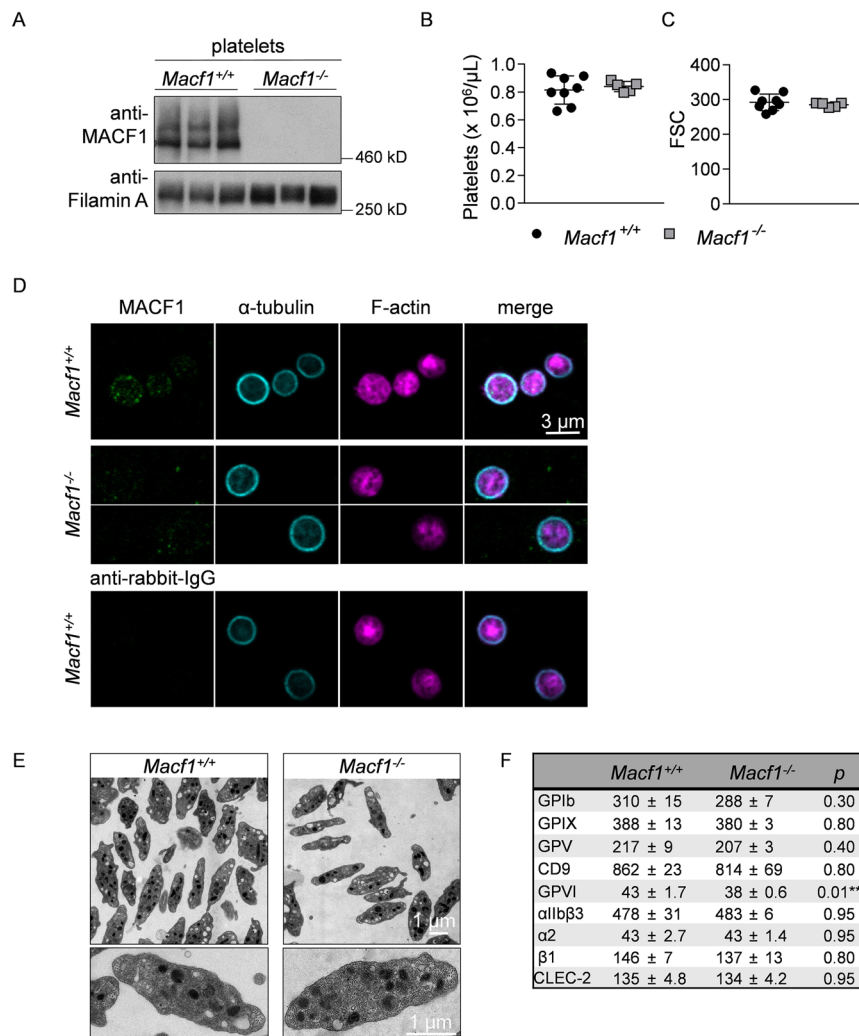 A
platelets
Macf1+/+ Macf1-/-
anti-
MACF1
460 kD
anti-
Filamin A
250 kD
B
Platelets (x 10⁶/μL)
1.0
0.8
0.6
0.4
0.2
0.0
C
FSC
400
300
200
100
0
Macf1+/+ Macf1-/-
D
MACF1 α-tubulin F-actin merge
Macf1+/+
3 μm
Macf1-/-
anti-rabbit-IgG
Macf1+/+
E
Macf1+/+ Macf1-/-
1 μm
1 μm
F
Macf1+/+ Macf1-/- p
GPIb 310 ± 15 288 ± 7 0.30
GPIX 388 ± 13 380 ± 3 0.80
GPV 217 ± 9 207 ± 3 0.40
CD9 862 ± 23 814 ± 69 0.80
GPVI 43 ± 1.7 38 ± 0.6 0.01**
αIIbβ3 478 ± 31 483 ± 6 0.95
α2 43 ± 2.7 43 ± 1.4 0.95
β1 146 ± 7 137 ± 13 0.80
CLEC-2 135 ± 4.8 134 ± 4.2 0.95